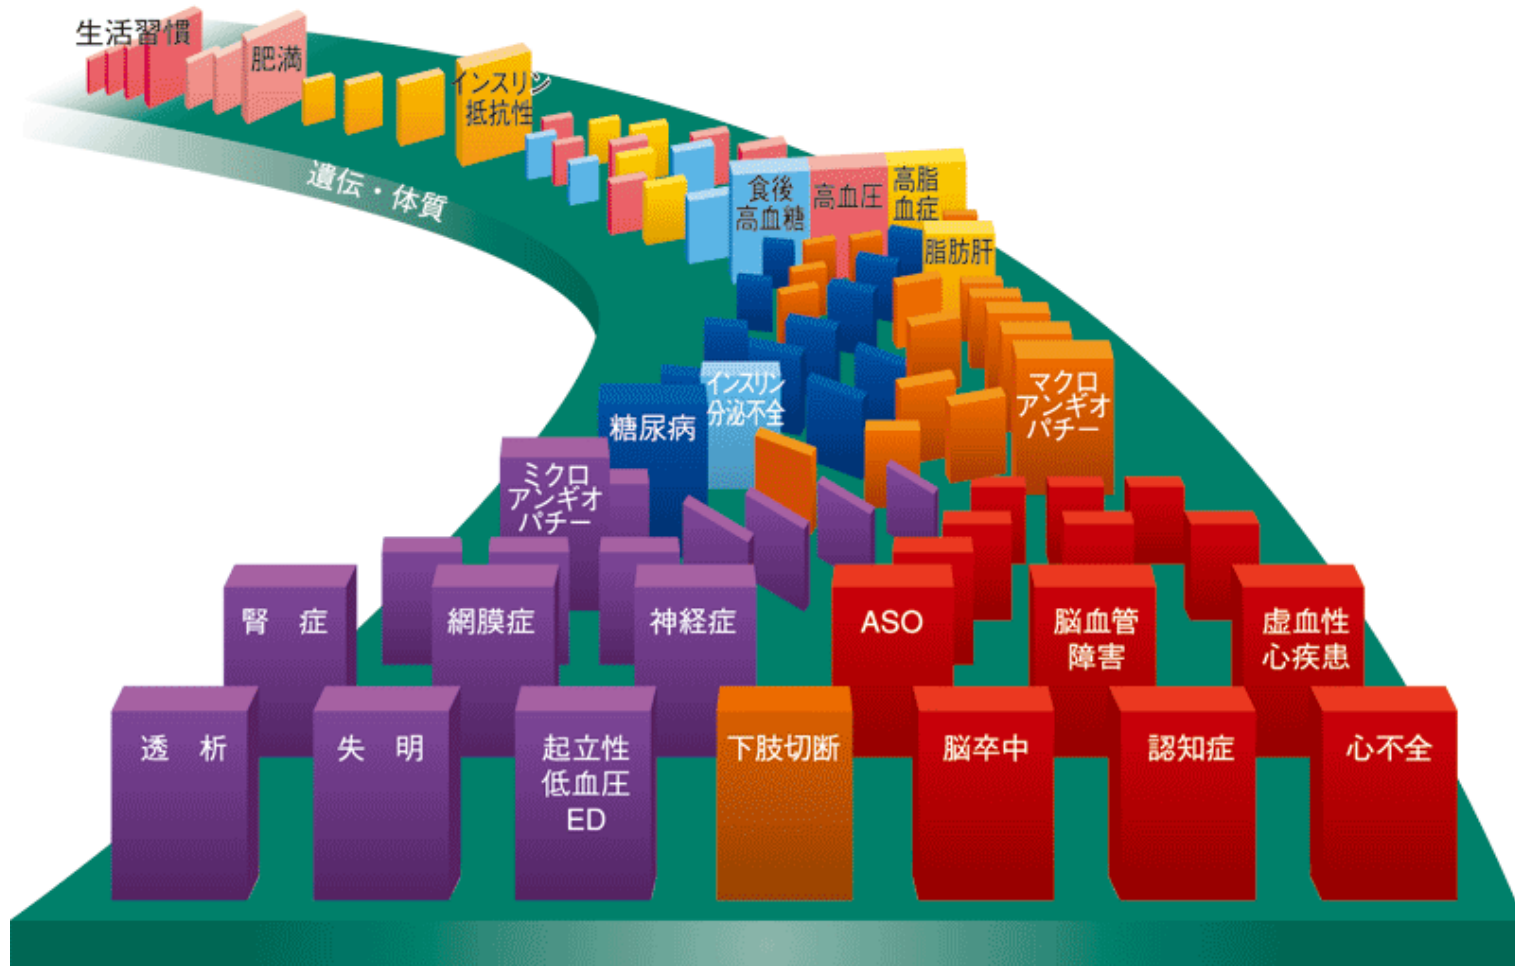 生活習慣
肥満
インスリン
抵抗性
遺伝・体質
食後
高血糖
高血圧
高脂
血症
脂肪肝
インスリン
分泌不全
糖尿病
マクロ
アンギオ
パチー
ミクロ
アンギオ
パチー
腎 症
網膜症
神経症
ASO
脳血管
障害
虚血性
心疾患
透 析
失 明
起立性
低血圧
ED
下肢切断
脳卒中
認知症
心不全